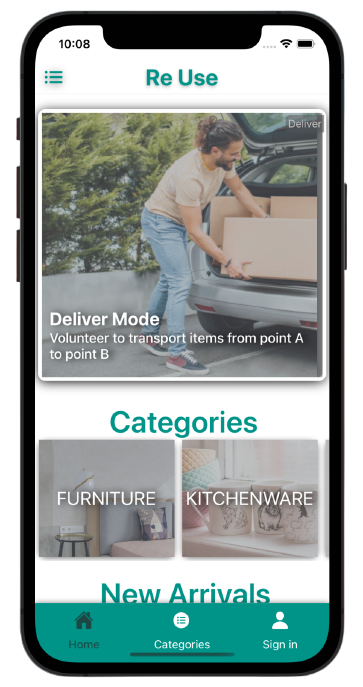 10:08
Re Use
Deliver
Deliver Mode
Volunteer to transport items from point A
to point B
Categories
FURNITURE
KITCHENWARE
New Arrivals
Home
Categories
Sign in